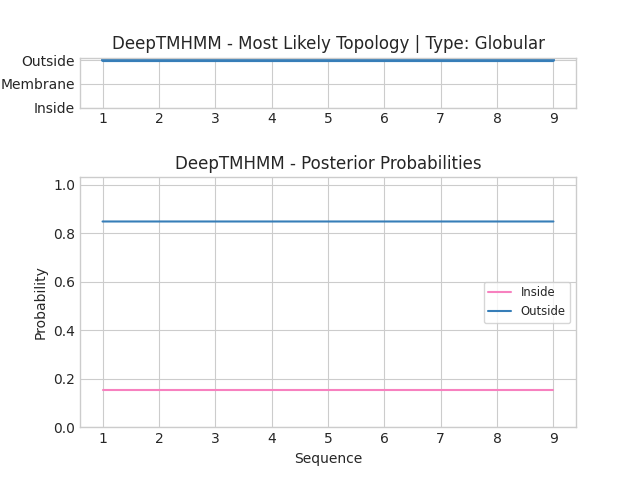 DeepTMHMM - Most Likely Topology | Type: Globular
Outside
Membrane
Inside
1 2 3 4 5 6 7 8 9
DeepTMHMM - Posterior Probabilities
1.0
0.8
0.6
0.4
0.2
0.0
Probability
Inside
Outside
1 2 3 4 5 6 7 8 9
Sequence